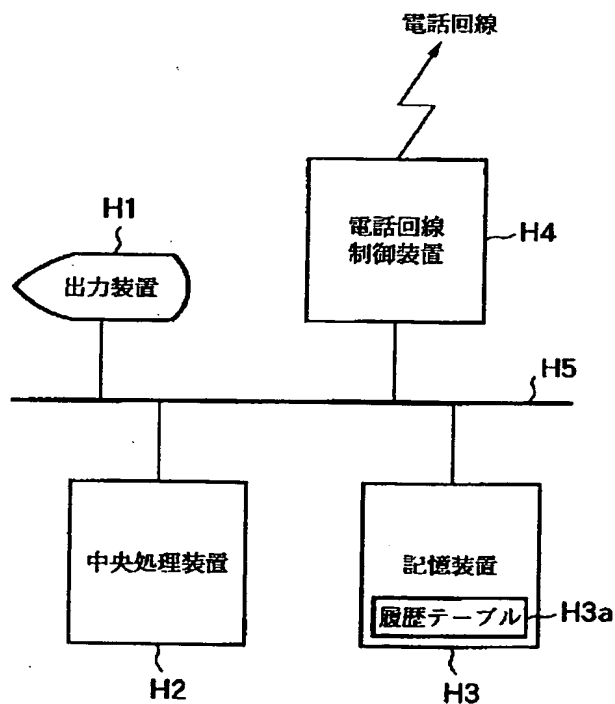 電話回線
H1
出力装置
電話回線
制御装置
H4
H5
中央処理装置
記憶装置
履歴テーブル
H3a
H2
H3